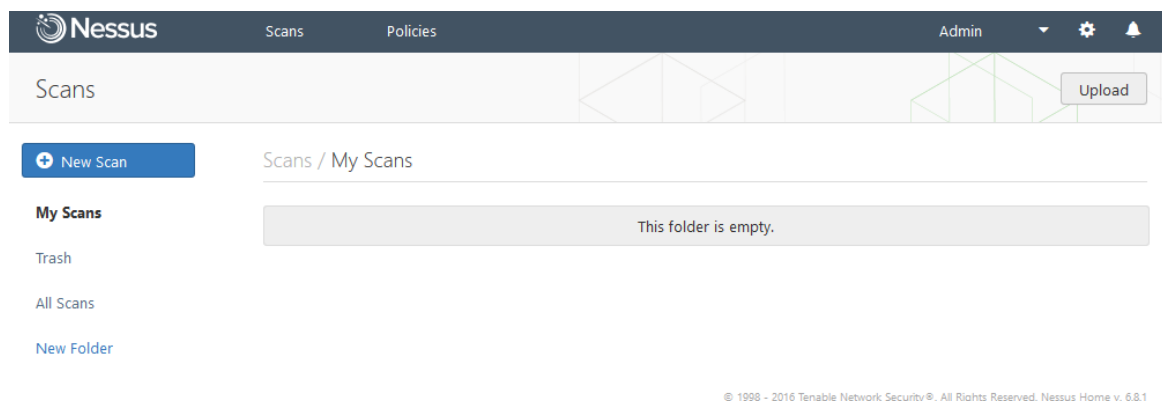 Nessus Scans Policies Admin
Scans Upload
New Scan
Scans / My Scans
My Scans
This folder is empty.
Trash
All Scans
New Folder
© 1998 - 2016 Tenable Network Security®. All Rights Reserved. Nessus Home v. 6.8.1